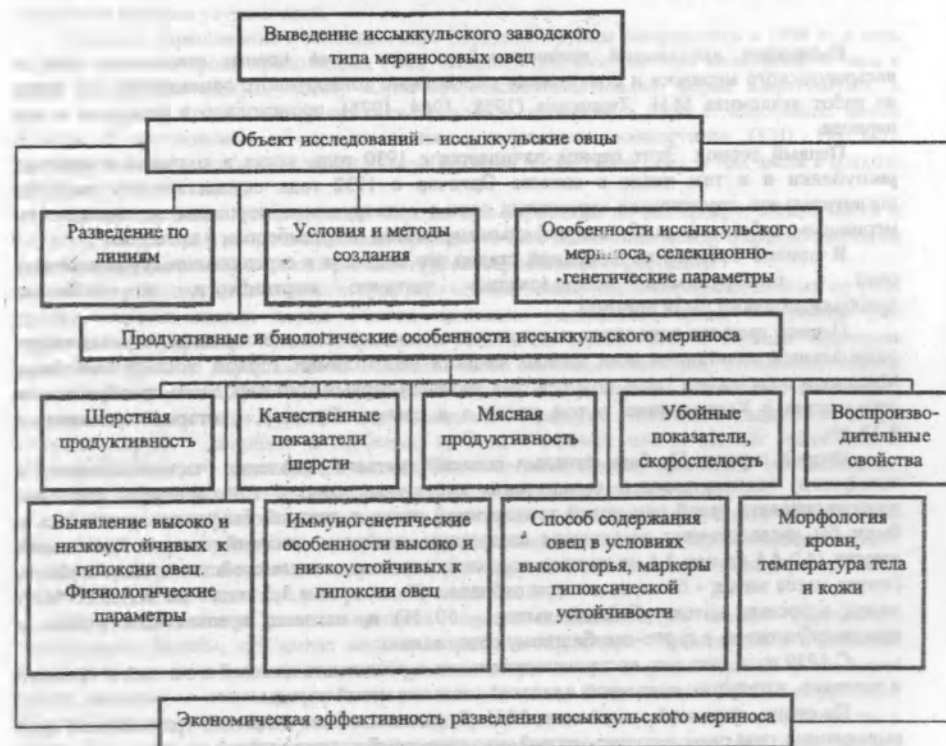 Выведение иссыккульского заводского
типа мериносовых овец
Объект исследований – иссыккульские овцы
Разведение по
линиям
Условия и методы
создания
Особенности иссыккульского
мериноса, селекционно-
генетические параметры
Продуктивные и биологические особенности иссыккульского мериноса
Шерстная
продуктивность
Качественные
показатели
шерсти
Мясная
продуктивность
Убойные
показатели,
скороспелость
Воспроизво-
дительные
свойства
Выявление высоко и
низкоустойчивых к
гипоксии овец.
Физиологические
параметры
Иммуногенетические
особенности высоко и
низкоустойчивых к
гипоксии овец
Способ содержания
овец в условиях
высокогорья, маркеры
гипоксической
устойчивости
Морфология
крови,
температура тела
и кожи
Экономическая эффективность разведения иссыккульского мериноса